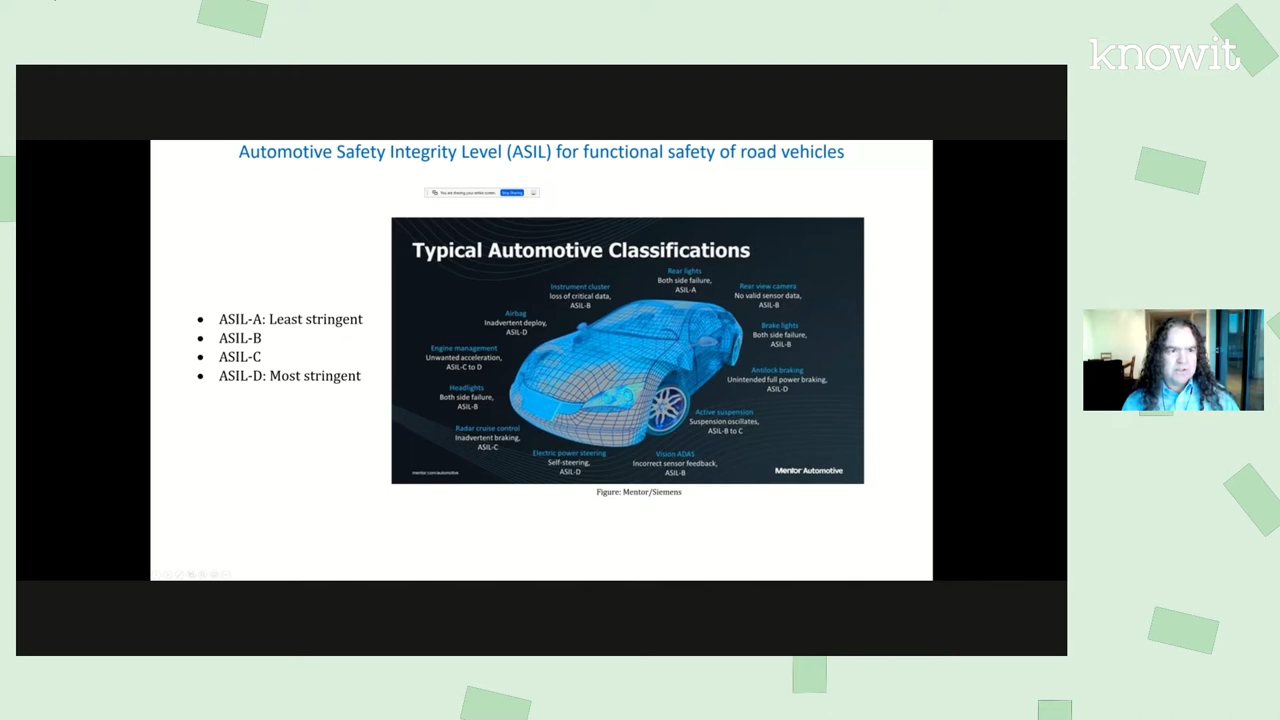 knowit
Automotive Safety Integrity Level (ASIL) for functional safety of road vehicles
You are sharing your entire screen.
Stop Sharing
• ASIL-A: Least stringent
• ASIL-B
• ASIL-C
• ASIL-D: Most stringent
Typical Automotive Classifications
Rear lights
Both side failure,
ASIL-A
Instrument cluster
loss of critical data,
ASIL-B
Rear view camera
No valid sensor data,
ASIL-B
Airbag
Inadvertent deploy,
ASIL-D
Brake lights
Both side failure,
ASIL-B
Engine management
Unwanted acceleration,
ASIL-C to D
Antilock braking
Unintended full power braking,
ASIL-D
Headlights
Both side failure,
ASIL-B
Active suspension
Suspension oscillates,
ASIL-B to C
Radar cruise control
Inadvertent braking,
ASIL-C
Electric power steering
Self-steering,
ASIL-D
Vision ADAS
Incorrect sensor feedback,
ASIL-B
mentor.com/automotive
Mentor Automotive
Figure: Mentor/Siemens